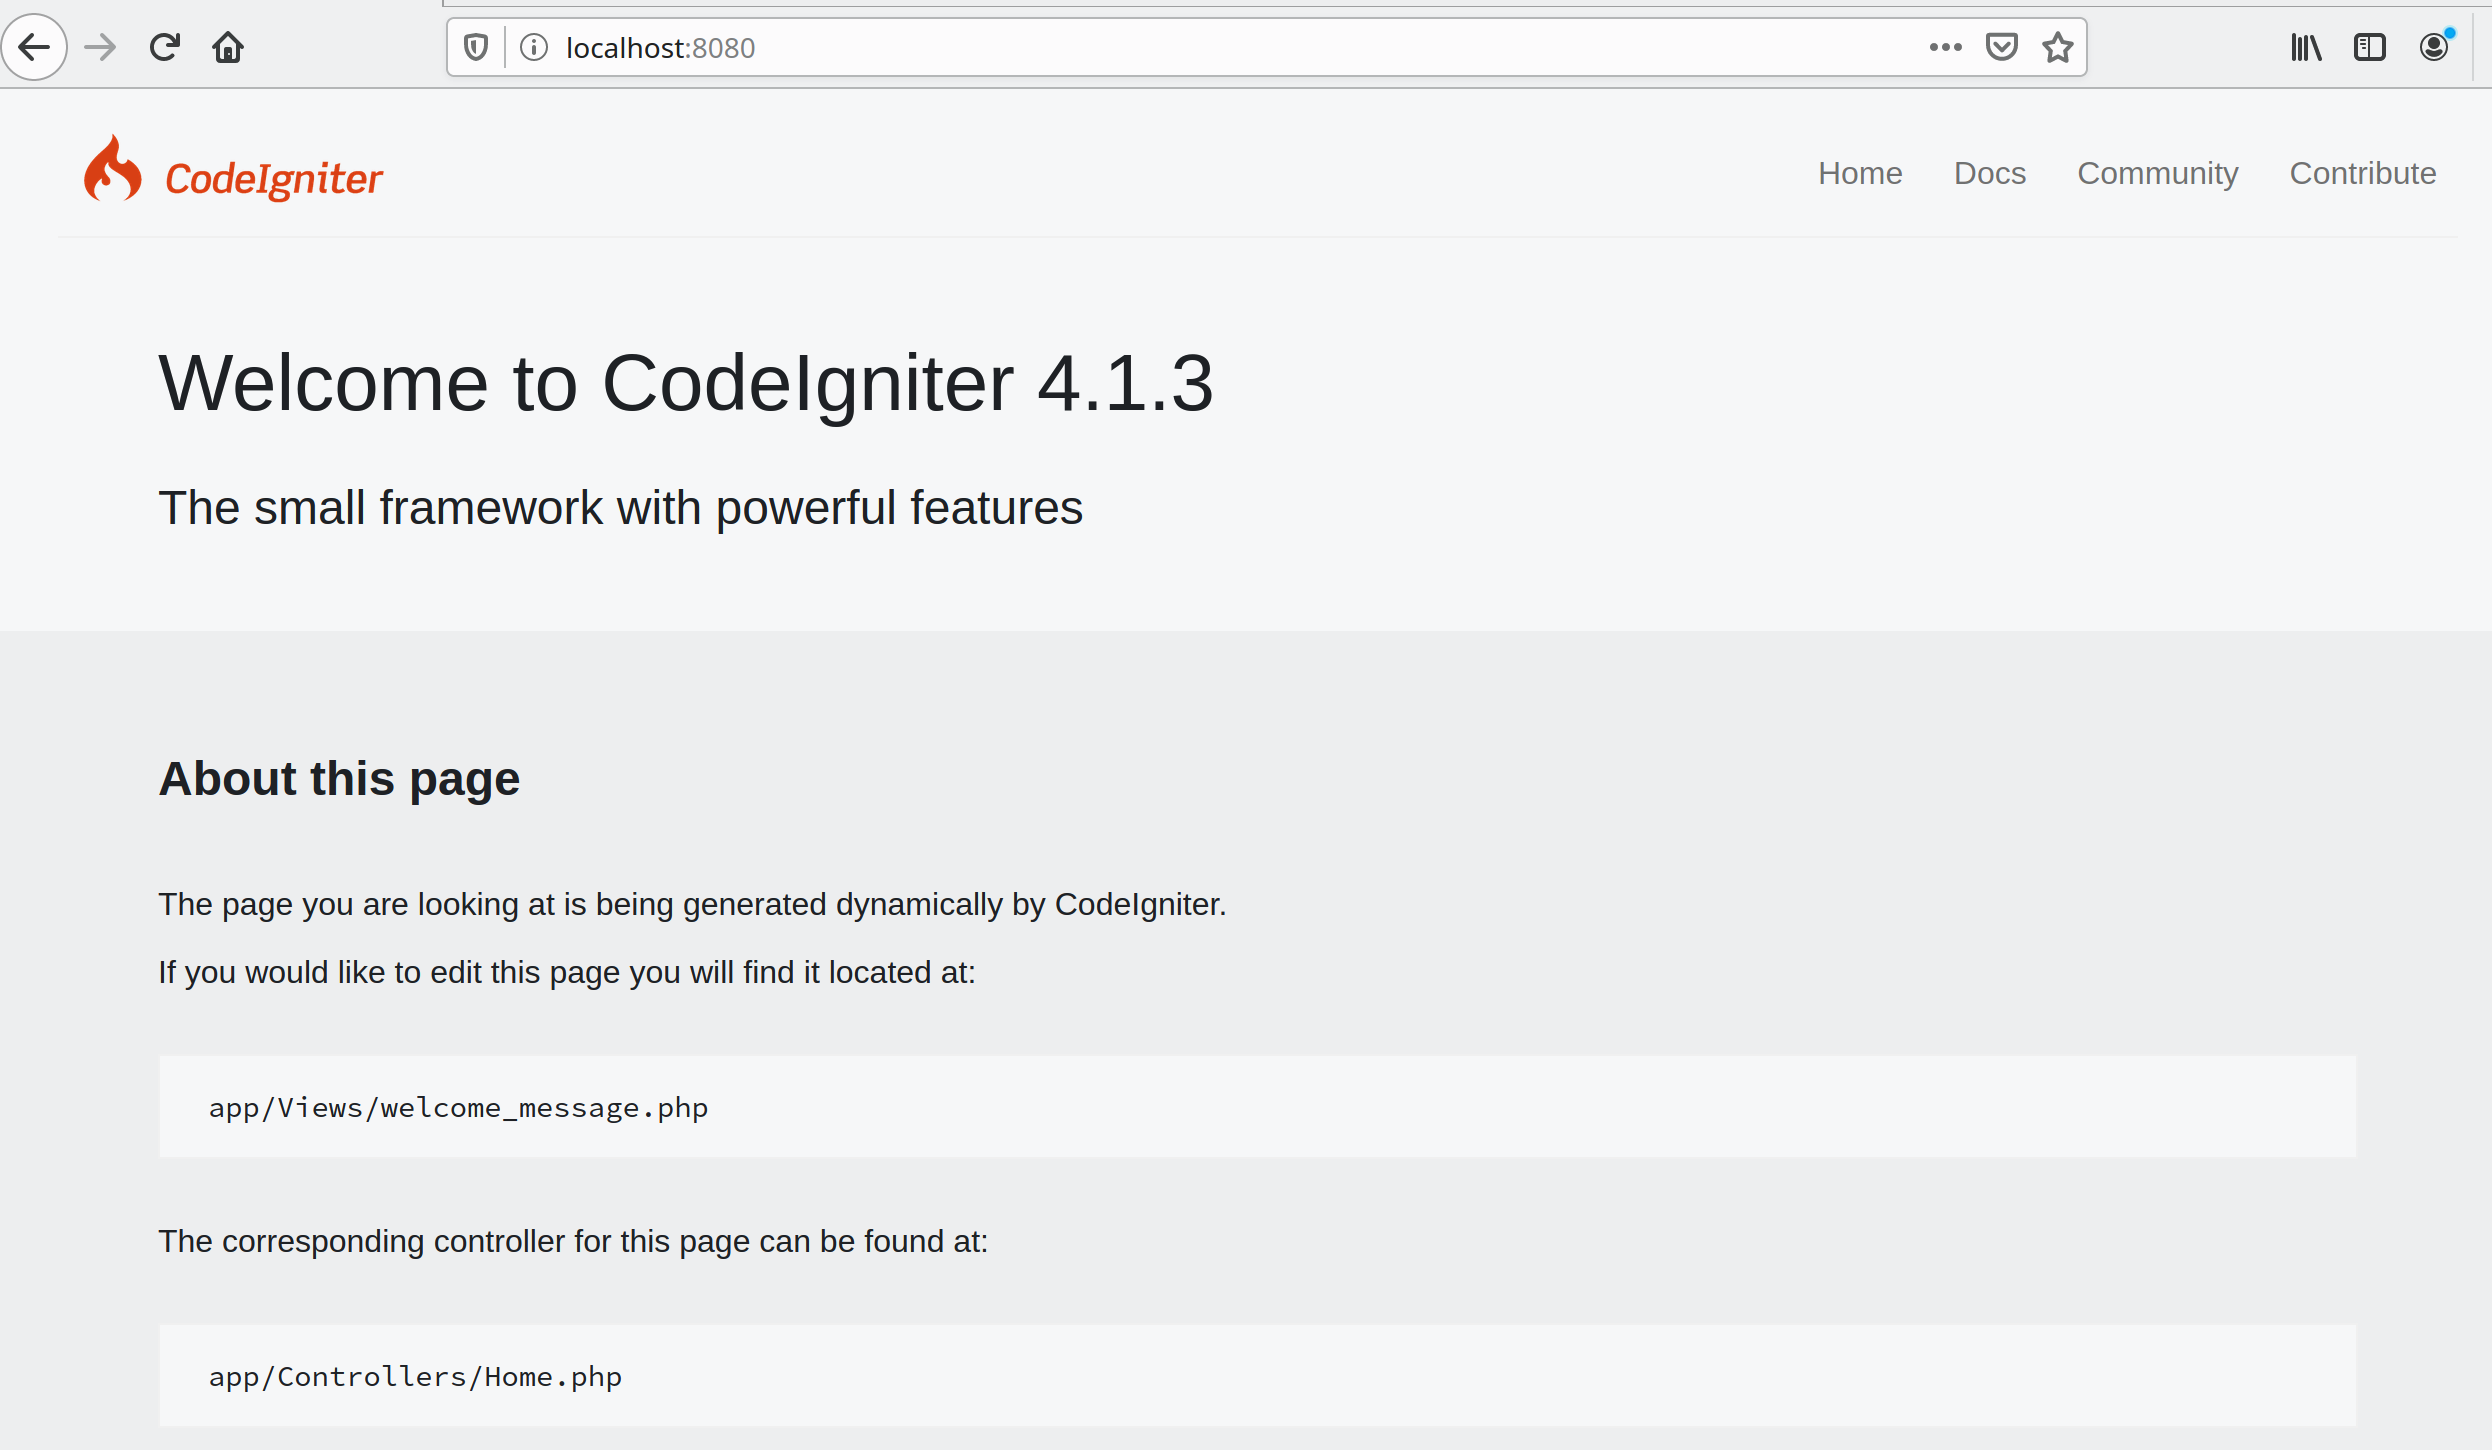 localhost:8080
CodeIgniter
Home Docs Community Contribute
Welcome to CodeIgniter 4.1.3
The small framework with powerful features
About this page
The page you are looking at is being generated dynamically by CodeIgniter.
If you would like to edit this page you will find it located at:
app/Views/welcome_message.php
The corresponding controller for this page can be found at:
app/Controllers/Home.php